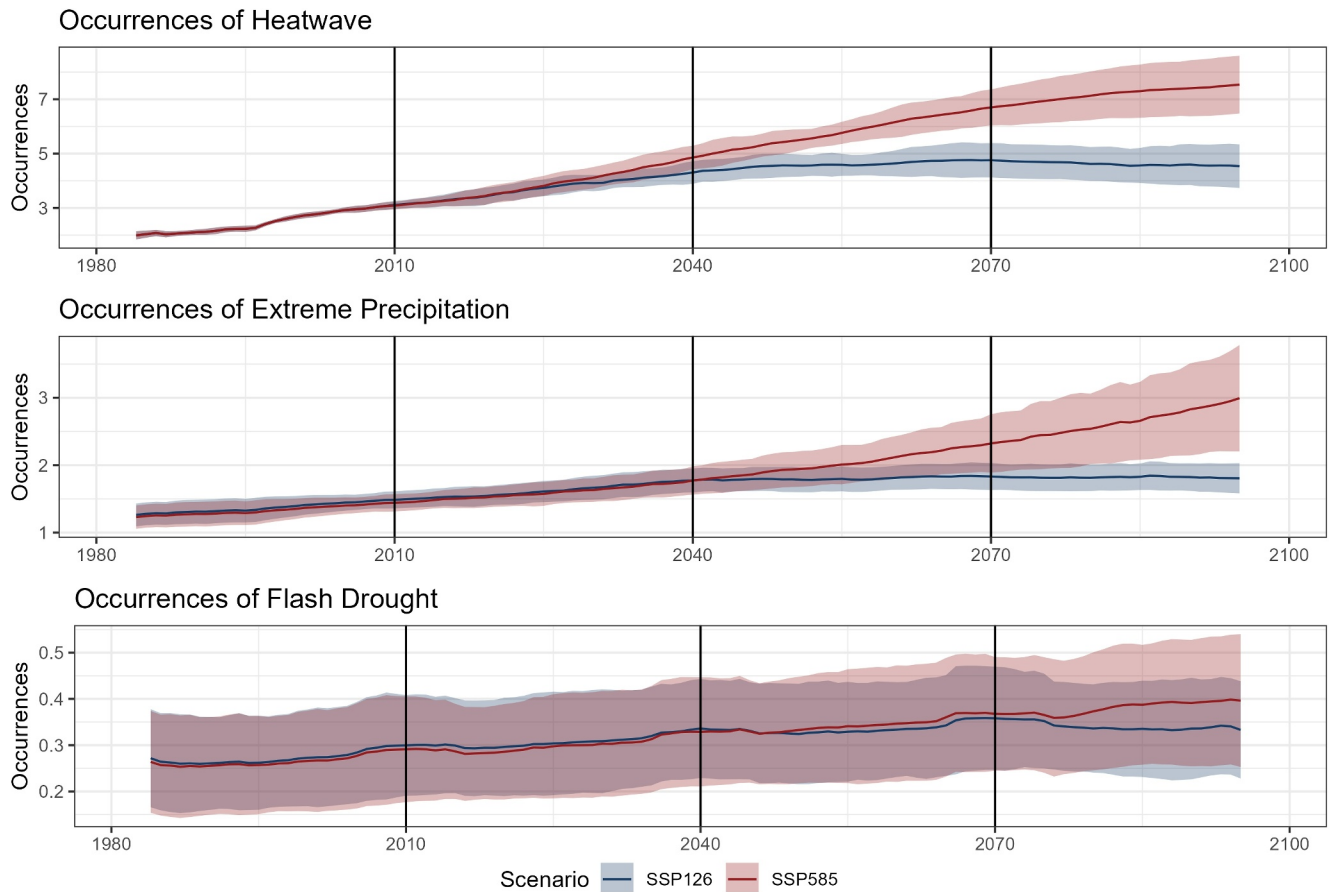 Occurrences of Heatwave
Occurrences
7
5
3
1980 2010 2040 2070 2100
Occurrences of Extreme Precipitation
Occurrences
3
2
1
1980 2010 2040 2070 2100
Occurrences of Flash Drought
Occurrences
0.5
0.4
0.3
0.2
1980 2010 2040 2070 2100
Scenario SSP126 SSP585